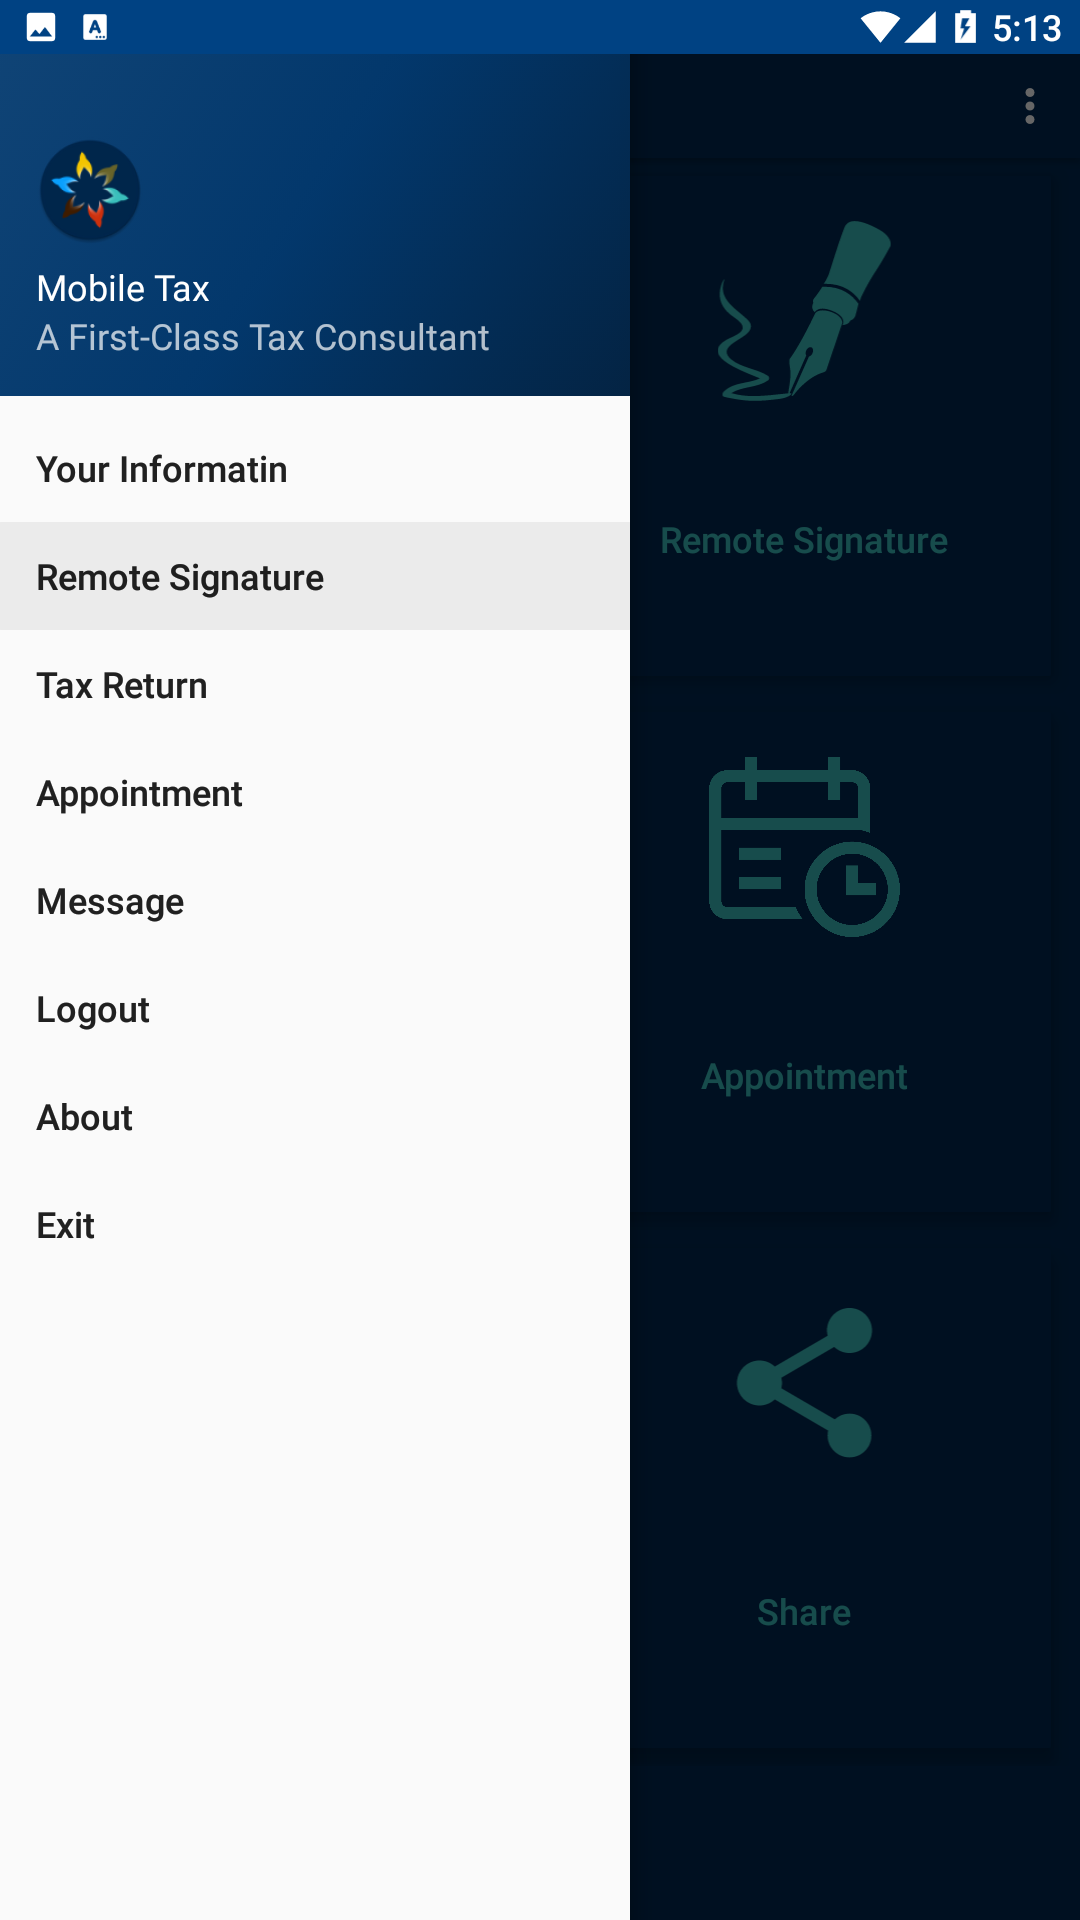 5:13
Mobile Tax
A First-Class Tax Consultant
Your Informatin
Remote Signature
Tax Return
Appointment
Message
Logout
About
Exit
Remote Signature
Appointment
Share